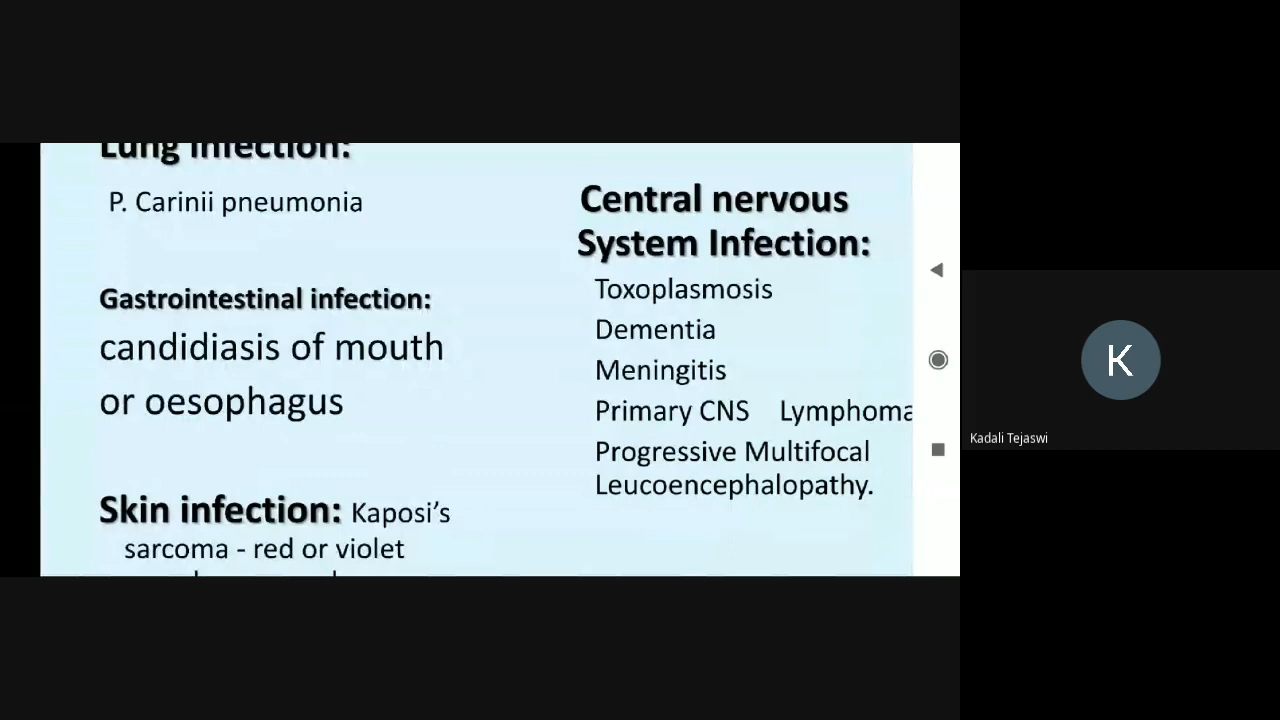 Lung infection:
P. Carinii pneumonia
Gastrointestinal infection:
candidiasis of mouth
or oesophagus
Skin infection: Kaposi's
sarcoma - red or violet
Central nervous
System Infection:
Toxoplasmosis
Dementia
Meningitis
Primary CNS Lymphoma
Progressive Multifocal
Leucoencephalopathy.
K
Kadali Tejaswi